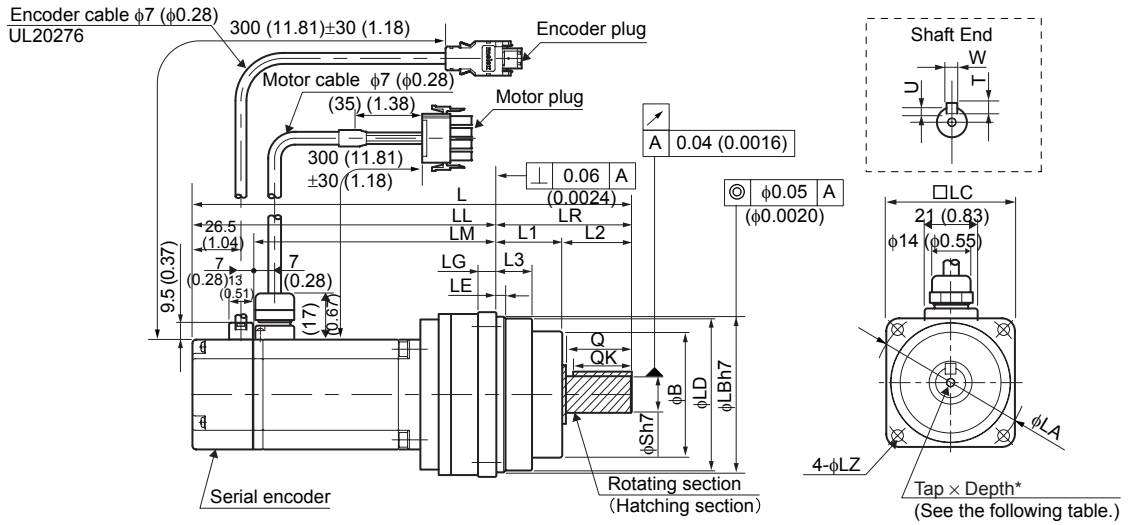 Encoder cable ϕ7 (ϕ0.28)
UL20276
300 (11.81)±30 (1.18)
Encoder plug
Motor cable ϕ7 (ϕ0.28)
(35) (1.38)
Motor plug
300 (11.81)
±30 (1.18)
A 0.04 (0.0016)
⊥ 0.06 A
(0.0024)
◎ ϕ0.05 A
(ϕ0.0020)
L
LL
LR
26.5
(1.04)
LM
L1
L2
7
(0.28)
7
(0.28)
13
(0.51)
LG
L3
LE
9.5 (0.37)
(17)
(0.67)
Q
QK
ϕSh7
ϕB
ϕLD
ϕLBh7
Serial encoder
Rotating section
(Hatching section)
Shaft End
W
U
T
□LC
21 (0.83)
ϕ14 (ϕ0.55)
ϕLA
4-ϕLZ
Tap × Depth*
(See the following table.)